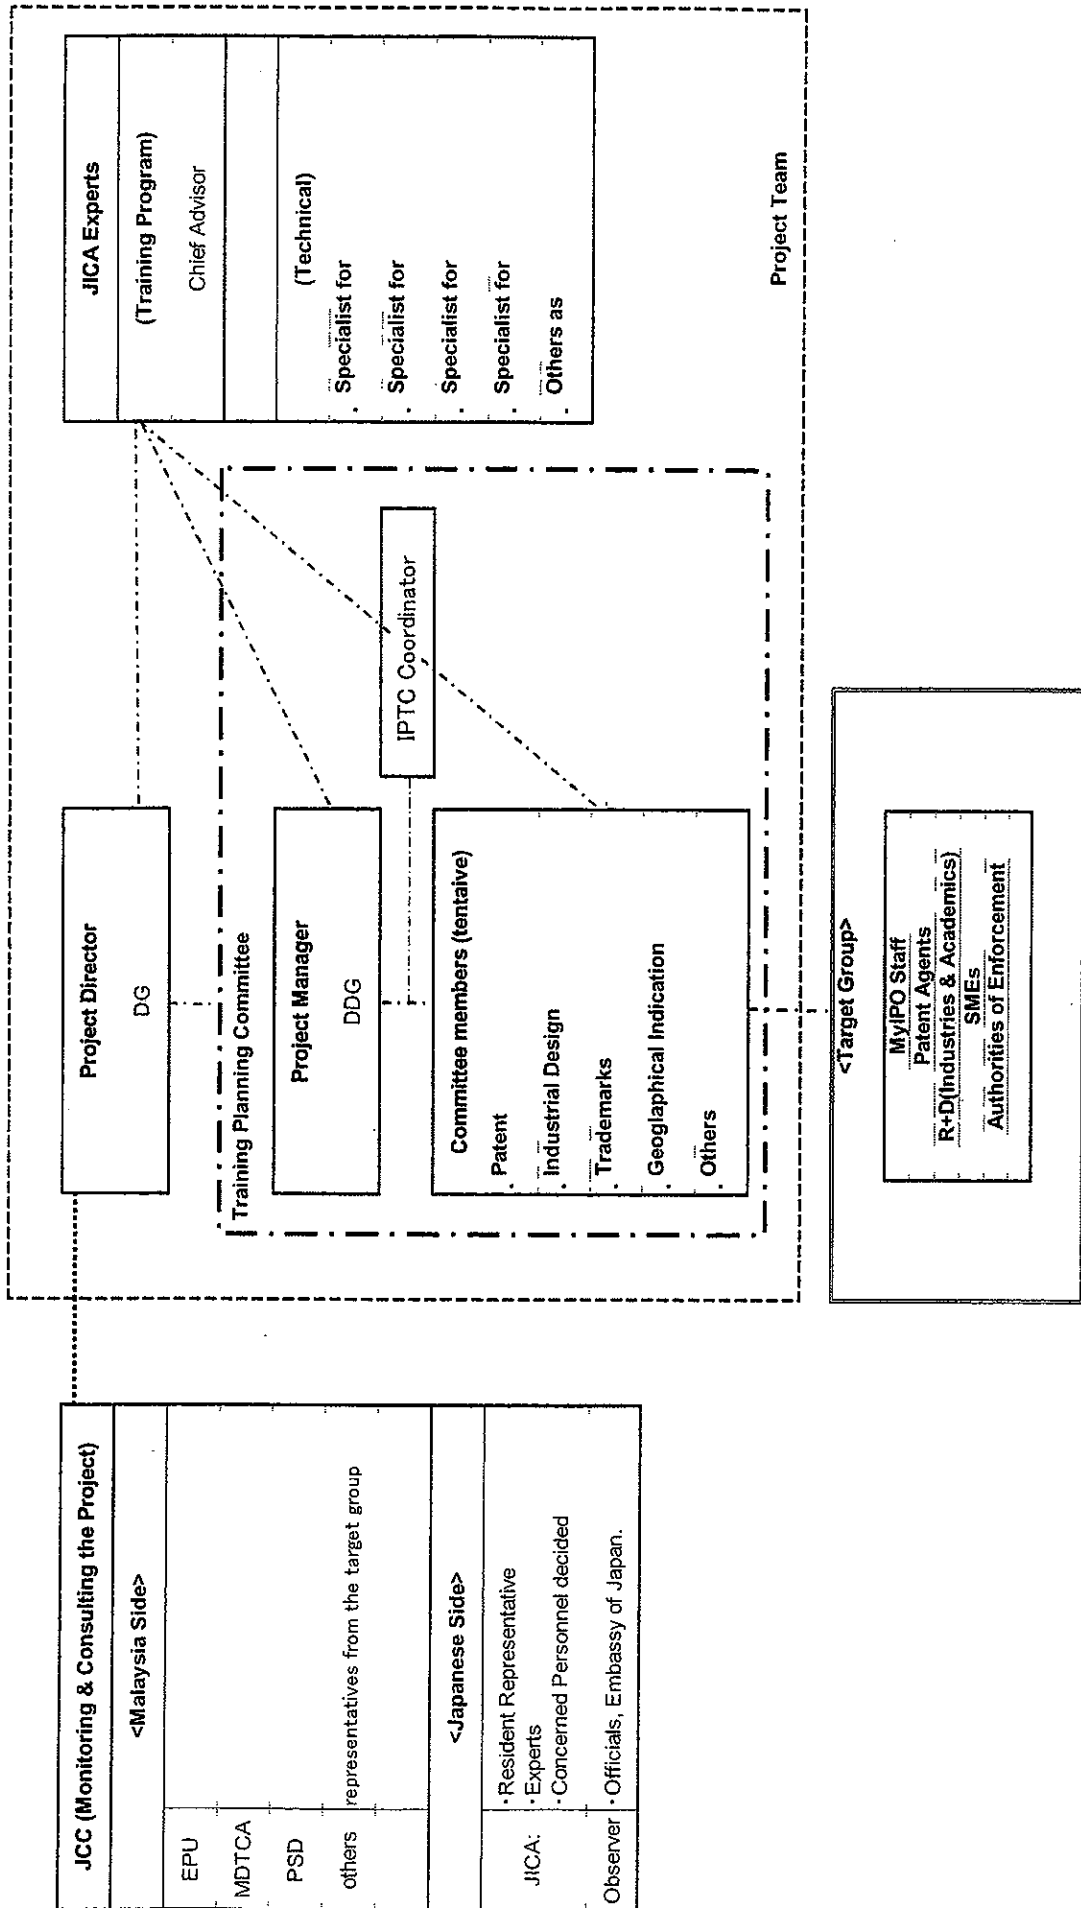 JCC (Monitoring & Consulting the Project)
<Malaysia Side>
EPU
MDTCA
PSD
others representatives from the target group
<Japanese Side>
JICA: ・Resident Representative
・Experts
・Concerned Personnel decided
Observer ・Officials, Embassy of Japan.
Project Director
DG
Training Planning Committee
Project Manager
DDG
Committee members (tentaive)
・Patent
・Industrial Design
・Trademarks
・Geoglaphical Indication
・Others
IPTC Coordinator
JICA Experts
(Training Program)
Chief Advisor
(Technical)
・Specialist for
・Specialist for
・Specialist for
・Specialist for
・Others as
Project Team
<Target Group>
MyIPO Staff
Patent Agents
R+D(Industries & Academics)
SMEs
Authorities of Enforcement